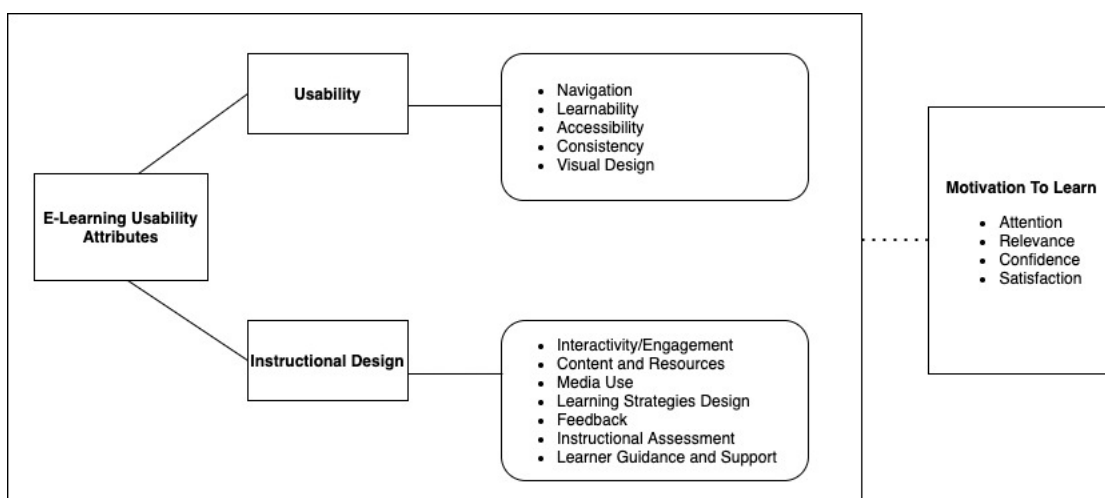 Usability
• Navigation
• Learnability
• Accessibility
• Consistency
• Visual Design
E-Learning Usability
Attributes
Instructional Design
• Interactivity/Engagement
• Content and Resources
• Media Use
• Learning Strategies Design
• Feedback
• Instructional Assessment
• Learner Guidance and Support
Motivation To Learn
• Attention
• Relevance
• Confidence
• Satisfaction